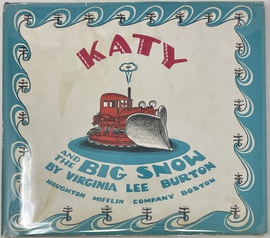 KATY
AND
THE
BIG SNOW
BY VIRGINIA LEE BURTON
HOUGHTON MIFFLIN COMPANY BOSTON